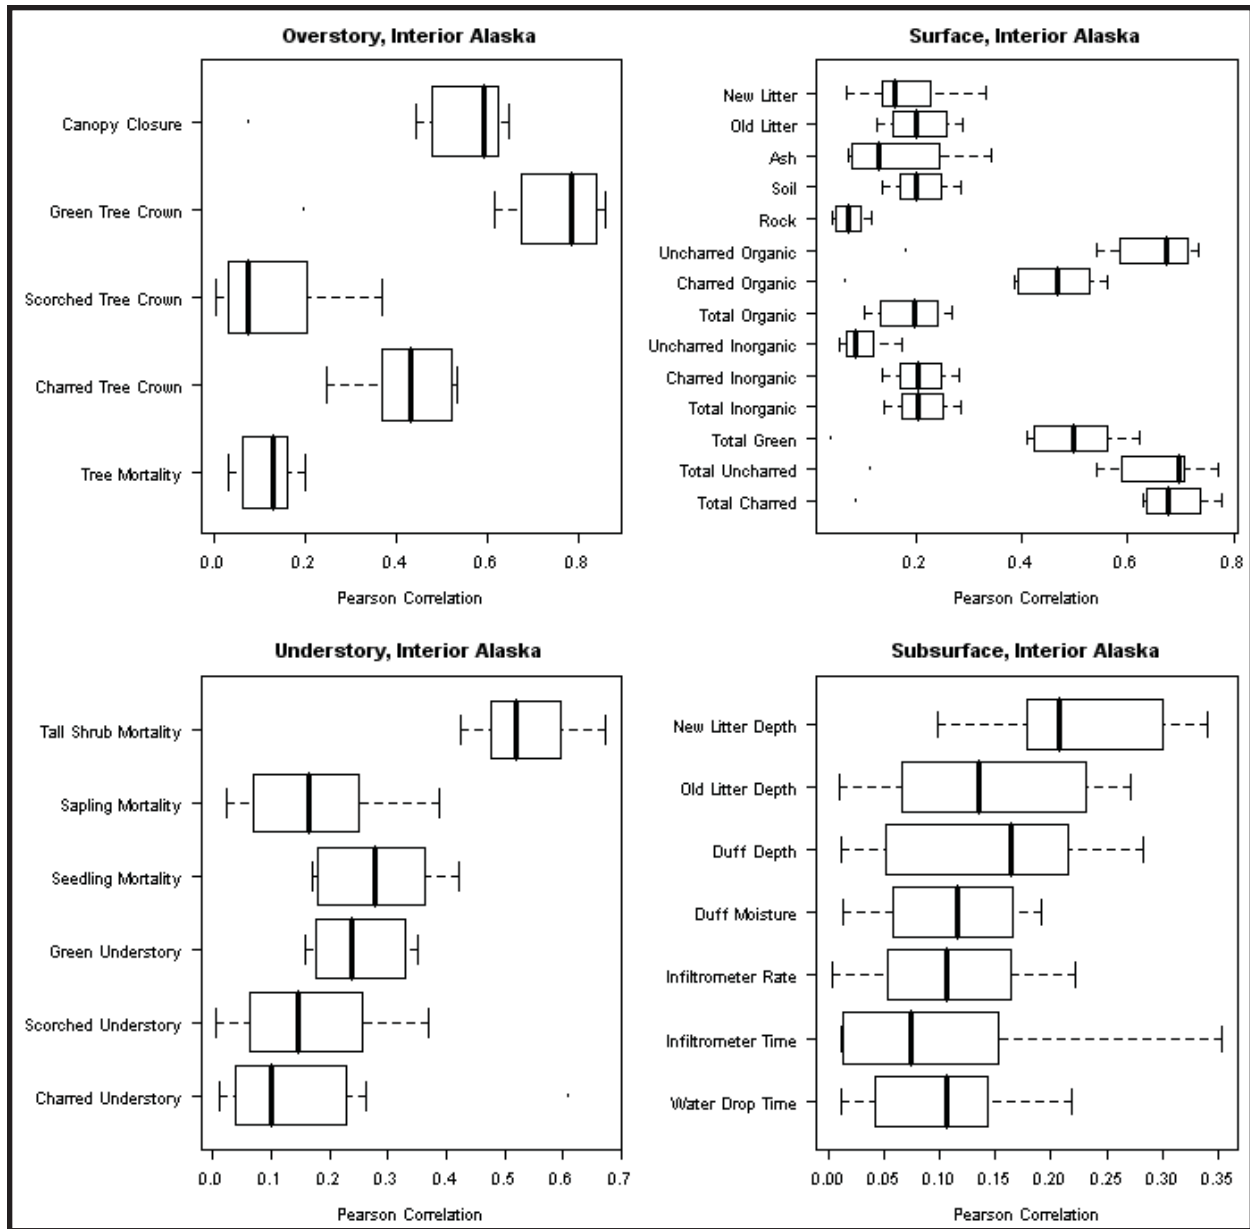 Overstory, Interior Alaska
Canopy Closure
Green Tree Crown
Scorched Tree Crown
Charred Tree Crown
Tree Mortality
0.0 0.2 0.4 0.6 0.8
Pearson Correlation
Surface, Interior Alaska
New Litter
Old Litter
Ash
Soil
Rock
Uncharred Organic
Charred Organic
Total Organic
Uncharred Inorganic
Charred Inorganic
Total Inorganic
Total Green
Total Uncharred
Total Charred
0.2 0.4 0.6 0.8
Pearson Correlation
Understory, Interior Alaska
Tall Shrub Mortality
Sapling Mortality
Seedling Mortality
Green Understory
Scorched Understory
Charred Understory
0.0 0.1 0.2 0.3 0.4 0.5 0.6 0.7
Pearson Correlation
Subsurface, Interior Alaska
New Litter Depth
Old Litter Depth
Duff Depth
Duff Moisture
Infiltrometer Rate
Infiltrometer Time
Water Drop Time
0.00 0.05 0.10 0.15 0.20 0.25 0.30 0.35
Pearson Correlation